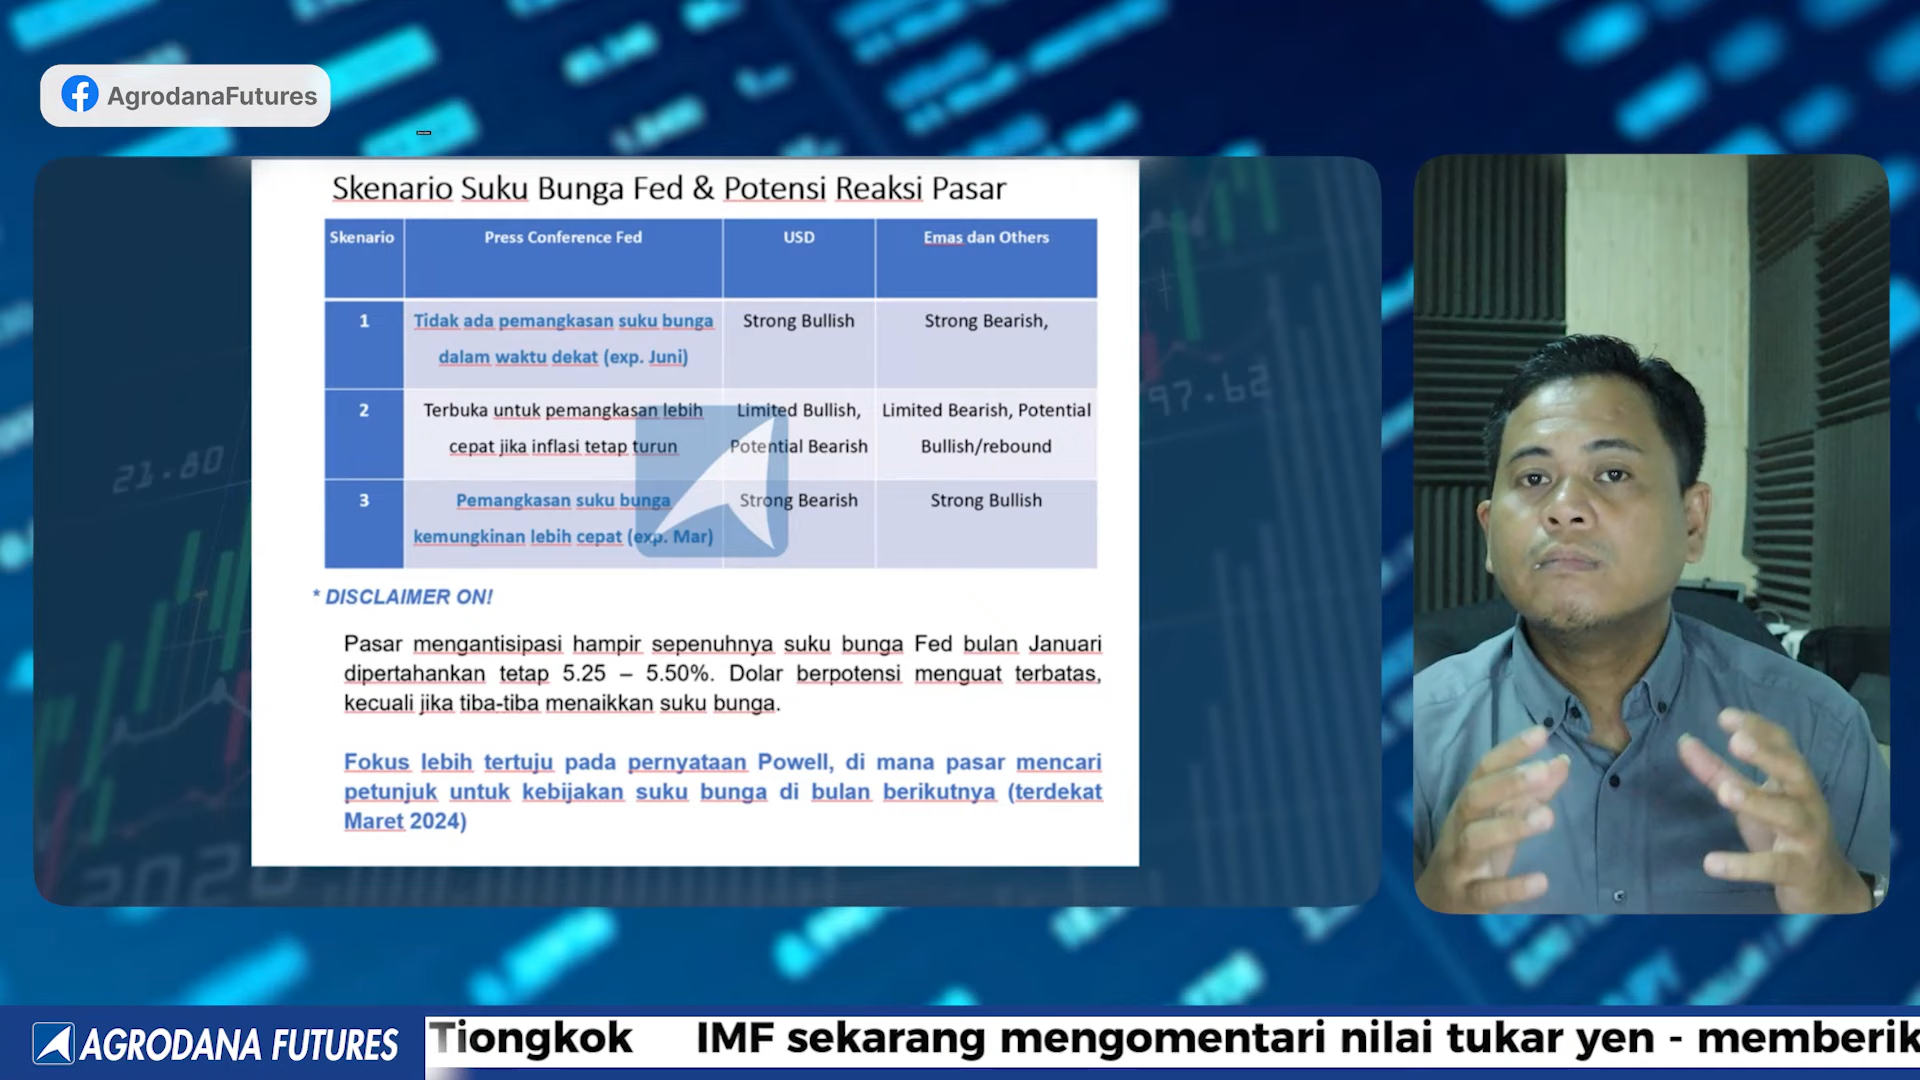 AgrodanaFutures
Skenario Suku Bunga Fed & Potensi Reaksi Pasar
Skenario
Press Conference Fed
USD
Emas dan Others
1
Tidak ada pemangkasan suku bunga
dalam waktu dekat (exp. Juni)
Strong Bullish
Strong Bearish,
2
Terbuka untuk pemangkasan lebih
cepat jika inflasi tetap turun
Limited Bullish,
Potential Bearish
Limited Bearish, Potential
Bullish/rebound
3
Pemangkasan suku bunga
kemungkinan lebih cepat (exp. Mar)
Strong Bearish
Strong Bullish
* DISCLAIMER ON!
Pasar mengantisipasi hampir sepenuhnya suku bunga Fed bulan Januari
dipertahankan tetap 5.25 – 5.50%. Dolar berpotensi menguat terbatas,
kecuali jika tiba-tiba menaikkan suku bunga.
Fokus lebih tertuju pada pernyataan Powell, di mana pasar mencari
petunjuk untuk kebijakan suku bunga di bulan berikutnya (terdekat
Maret 2024)
21.80
97.62
AGRODANA FUTURES
Tiongkok IMF sekarang mengomentari nilai tukar yen - memberik